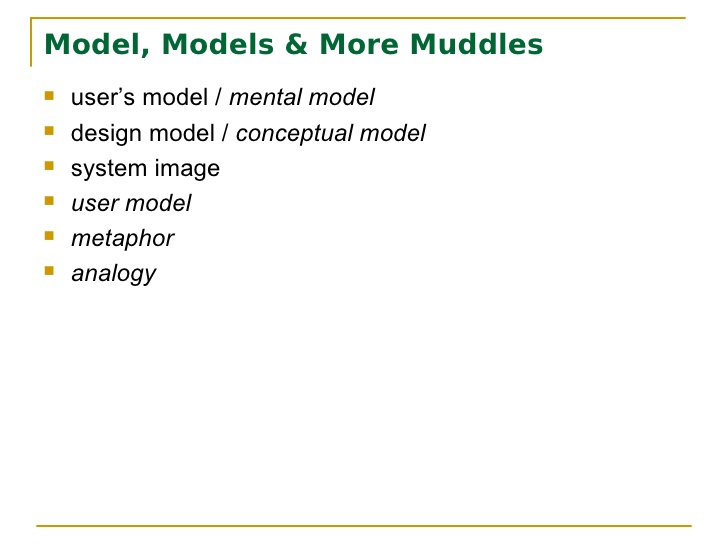 Model, Models & More Muddles
user’s model / mental model
design model / conceptual model
system image
user model
metaphor
analogy